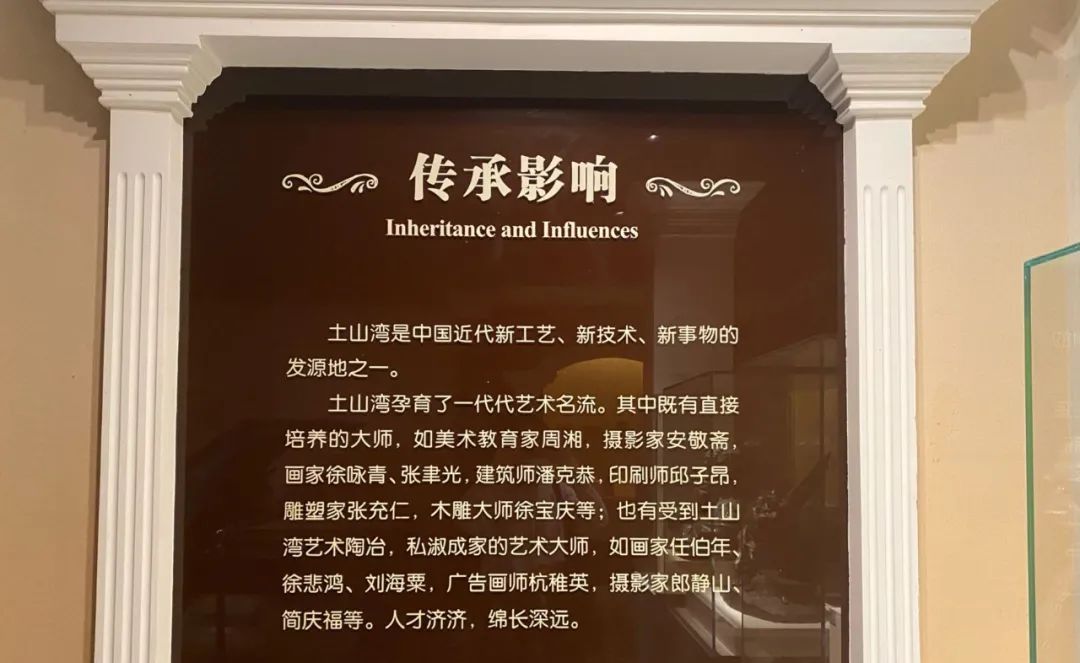 传承影响
Inheritance and Influences
土山湾是中国近代新工艺、新技术、新事物的
发源地之一。
土山湾孕育了一代代艺术名流。其中既有直接
培养的大师，如美术教育家周湘，摄影家安敬斋，
画家徐咏青、张聿光，建筑师潘克恭，印刷师邱子昂，
雕塑家张充仁，木雕大师徐宝庆等；也有受到土山
湾艺术陶冶，私淑成家的艺术大师，如画家任伯年、
徐悲鸿、刘海粟，广告画师杭稚英，摄影家郎静山、
简庆福等。人才济济，绵长深远。